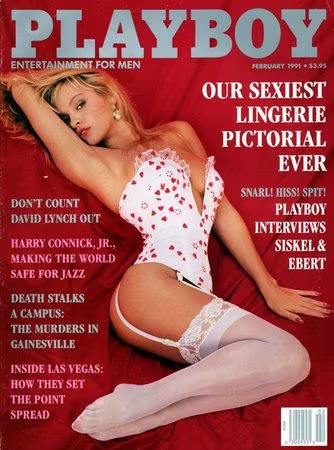 PLAYBOY
ENTERTAINMENT FOR MEN
FEBRUARY 1991 • $3.95
OUR SEXIEST
LINGERIE
PICTORIAL
EVER
SNARL! HISS! SPIT!
PLAYBOY
INTERVIEWS
SISKEL &
EBERT
DON'T COUNT
DAVID LYNCH OUT
HARRY CONNICK, JR.,
MAKING THE WORLD
SAFE FOR JAZZ
DEATH STALKS
A CAMPUS:
THE MURDERS IN
GAINESVILLE
INSIDE LAS VEGAS:
HOW THEY SET
THE POINT
SPREAD
02